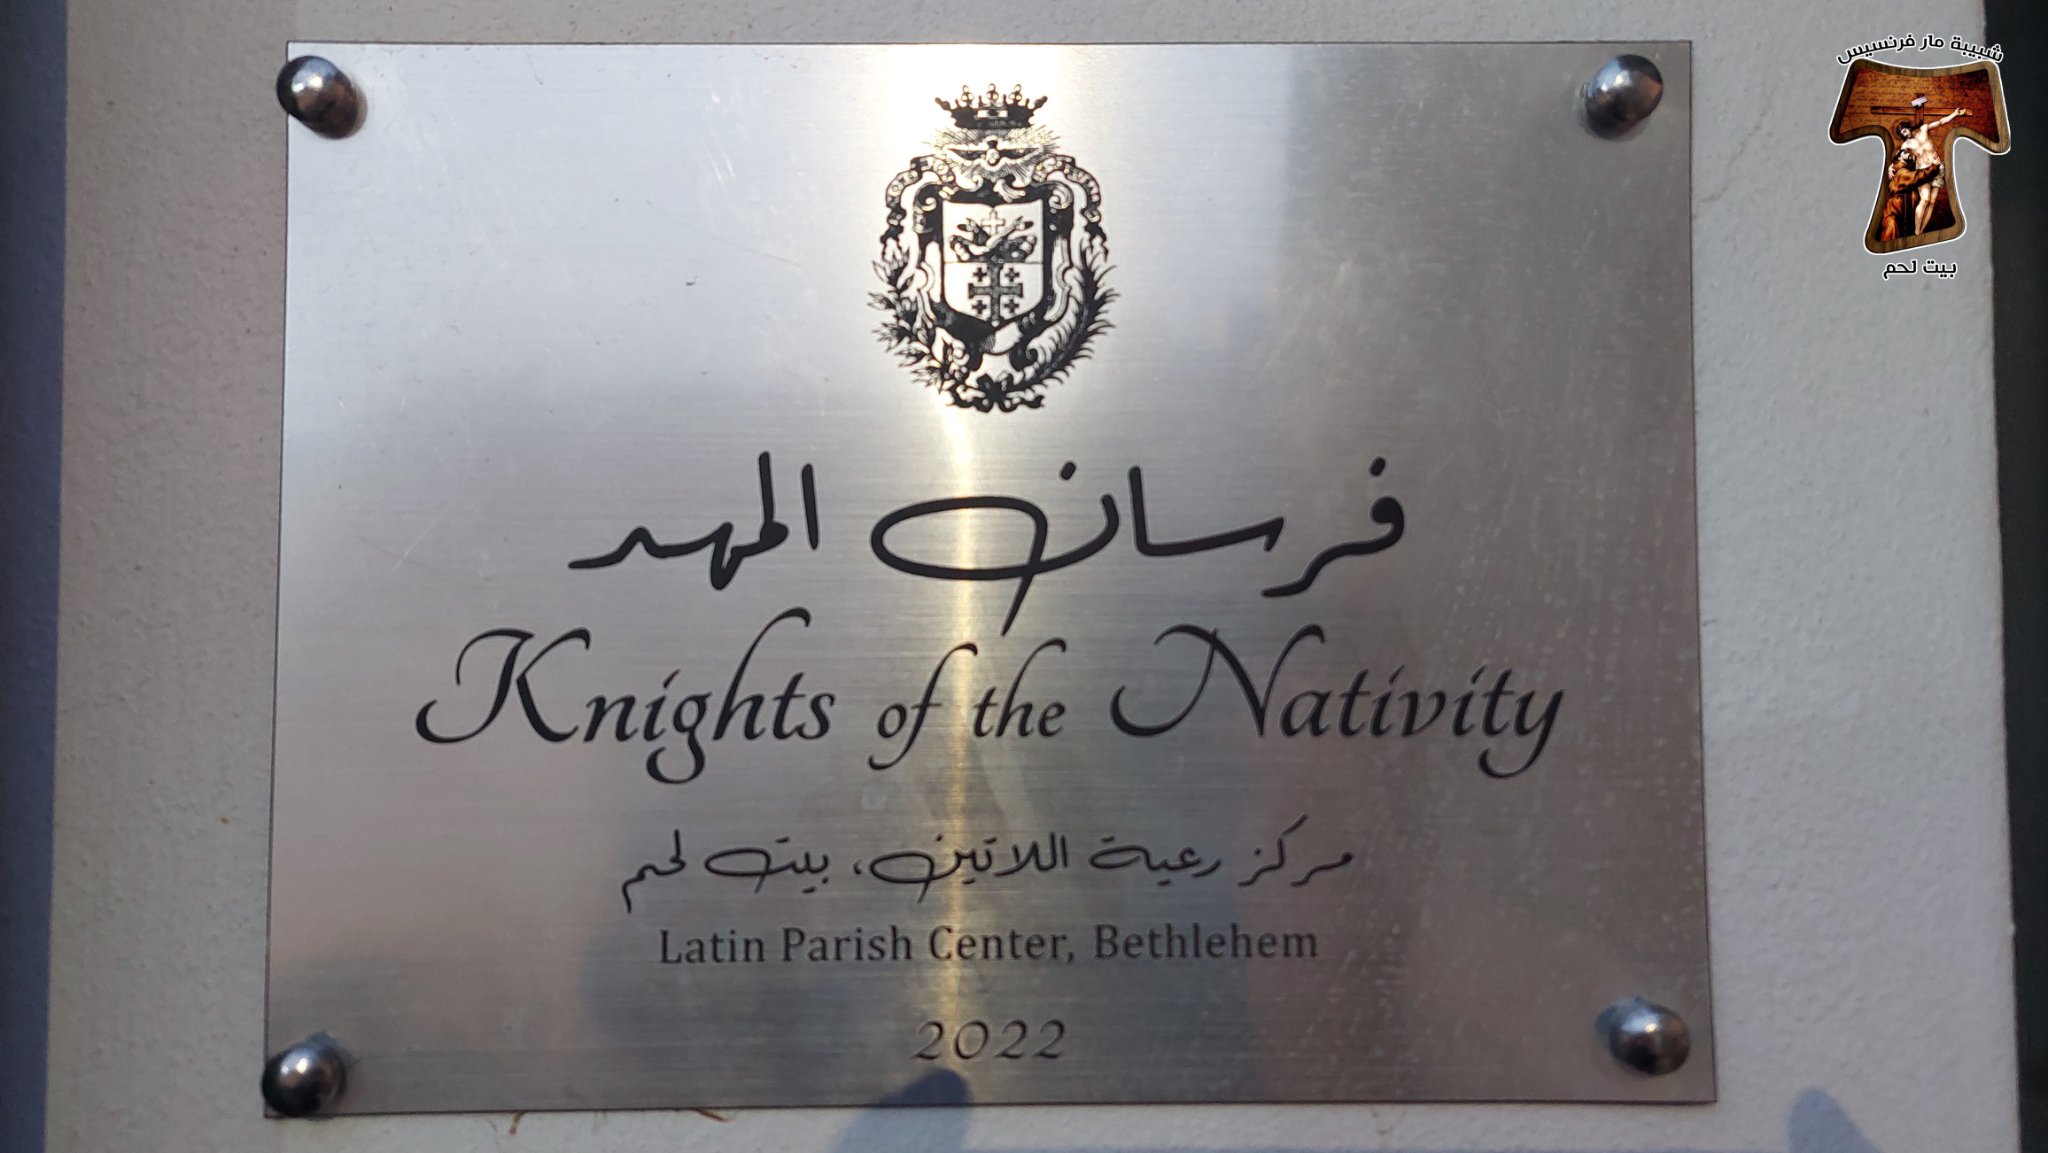 شبيبة مار فرنسيس
بيت لحم
فرسان المهد
Knights of the Nativity
مركز رعية اللاتين، بيت لحم
Latin Parish Center, Bethlehem
2022